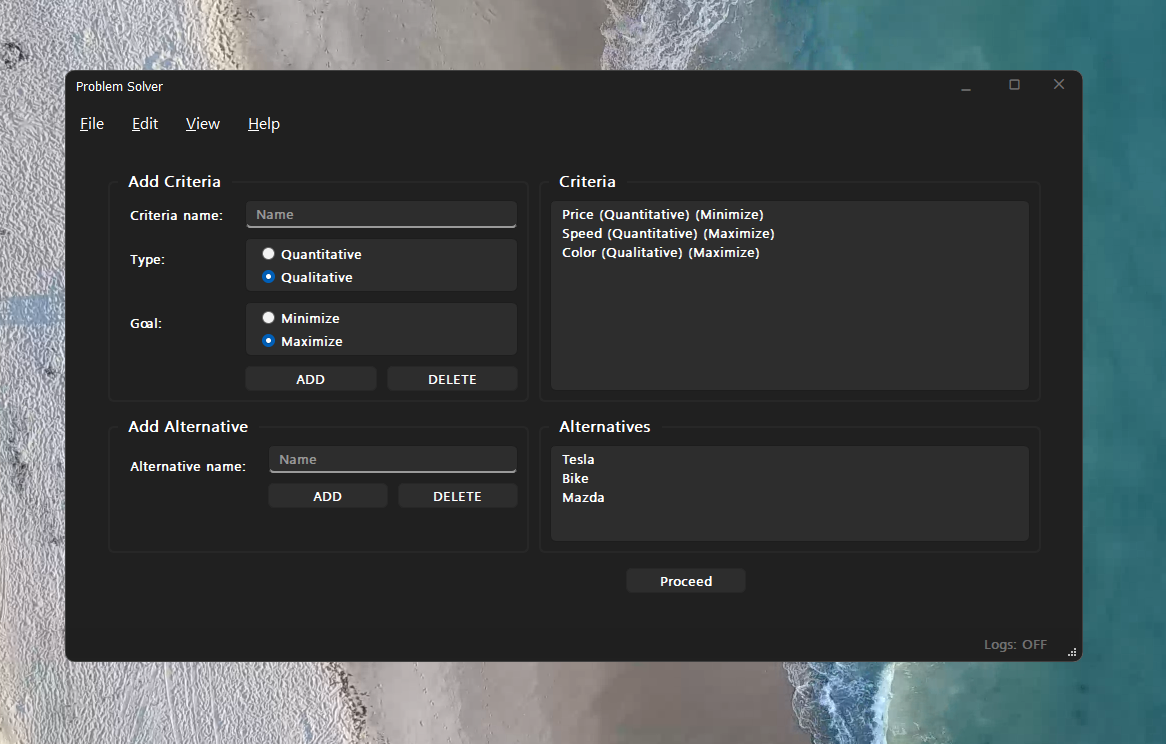 Problem Solver
File Edit View Help
Add Criteria
Criteria name: Name
Type:
Quantitative
Qualitative
Goal:
Minimize
Maximize
ADD DELETE
Criteria
Price (Quantitative) (Minimize)
Speed (Quantitative) (Maximize)
Color (Qualitative) (Maximize)
Add Alternative
Alternative name: Name
ADD DELETE
Alternatives
Tesla
Bike
Mazda
Proceed
Logs: OFF